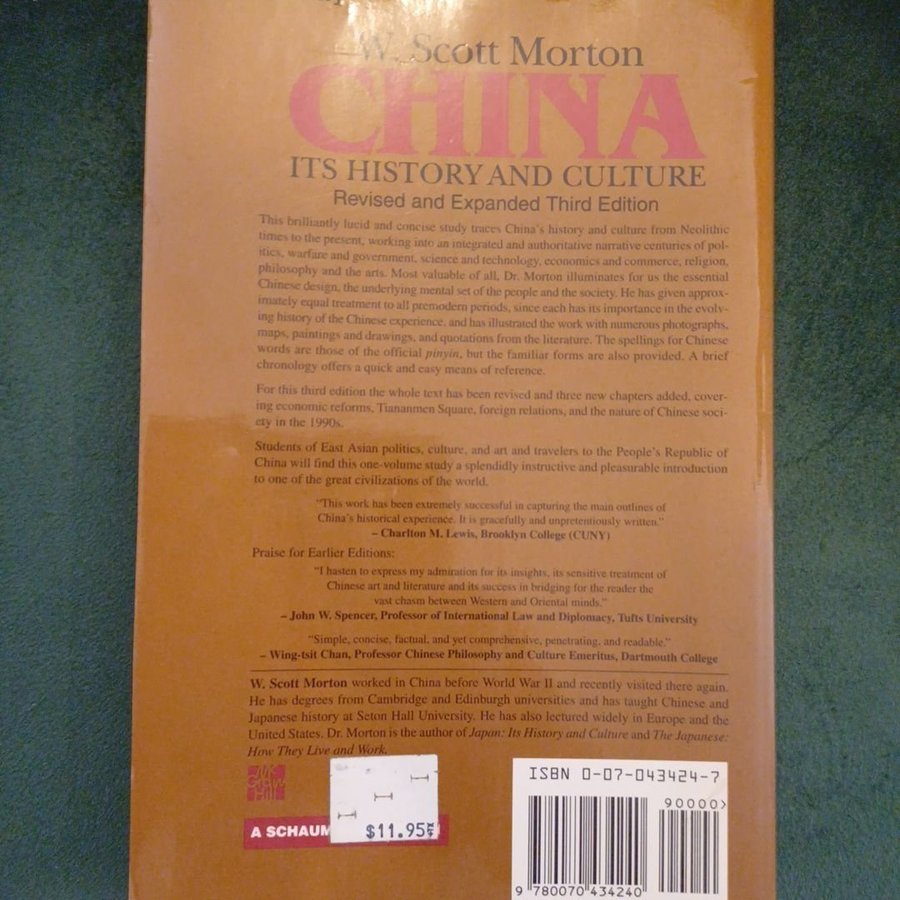 W. Scott Morton
CHINA
ITS HISTORY AND CULTURE
Revised and Expanded Third Edition
This brilliantly lucid and concise study traces China's history and culture from Neolithic
times to the present, working into an integrated and authoritative narrative centuries of pol-
itics, warfare and government, science and technology, economics and commerce, religion,
philosophy and the arts. Most valuable of all, Dr. Morton illuminates for us the essential
Chinese design, the underlying mental set of the people and the society. He has given approx-
imately equal treatment to all premodern periods, since each has its importance in the evolv-
ing history of the Chinese experience, and has illustrated the work with numerous photographs,
maps, paintings and drawings, and quotations from the literature. The spellings for Chinese
words are those of the official pinyin, but the familiar forms are also provided. A brief
chronology offers a quick and easy means of reference.
For this third edition the whole text has been revised and three new chapters added, cover-
ing economic reforms, Tiananmen Square, foreign relations, and the nature of Chinese soci-
ety in the 1990s.
Students of East Asian politics, culture, and art and travelers to the People's Republic of
China will find this one-volume study a splendidly instructive and pleasurable introduction
to one of the great civilizations of the world.
"This work has been extremely successful in capturing the main outlines of
China's historical experience. It is gracefully and unpretentiously written."
– Charlton M. Lewis, Brooklyn College (CUNY)
Praise for Earlier Editions:
"I hasten to express my admiration for its insights, its sensitive treatment of
Chinese art and literature and its success in bridging for the reader the
vast chasm between Western and Oriental minds."
– John W. Spencer, Professor of International Law and Diplomacy, Tufts University
"Simple, concise, factual, and yet comprehensive, penetrating, and readable."
– Wing-tsit Chan, Professor Chinese Philosophy and Culture Emeritus, Dartmouth College
W. Scott Morton worked in China before World War II and recently visited there again.
He has degrees from Cambridge and Edinburgh universities and has taught Chinese and
Japanese history at Seton Hall University. He has also lectured widely in Europe and the
United States. Dr. Morton is the author of Japan: Its History and Culture and The Japanese:
How They Live and Work.
Mc
Graw
Hill
A SCHAUM
$11.95
ISBN 0-07-043424-7
90000>
9 780070 434240